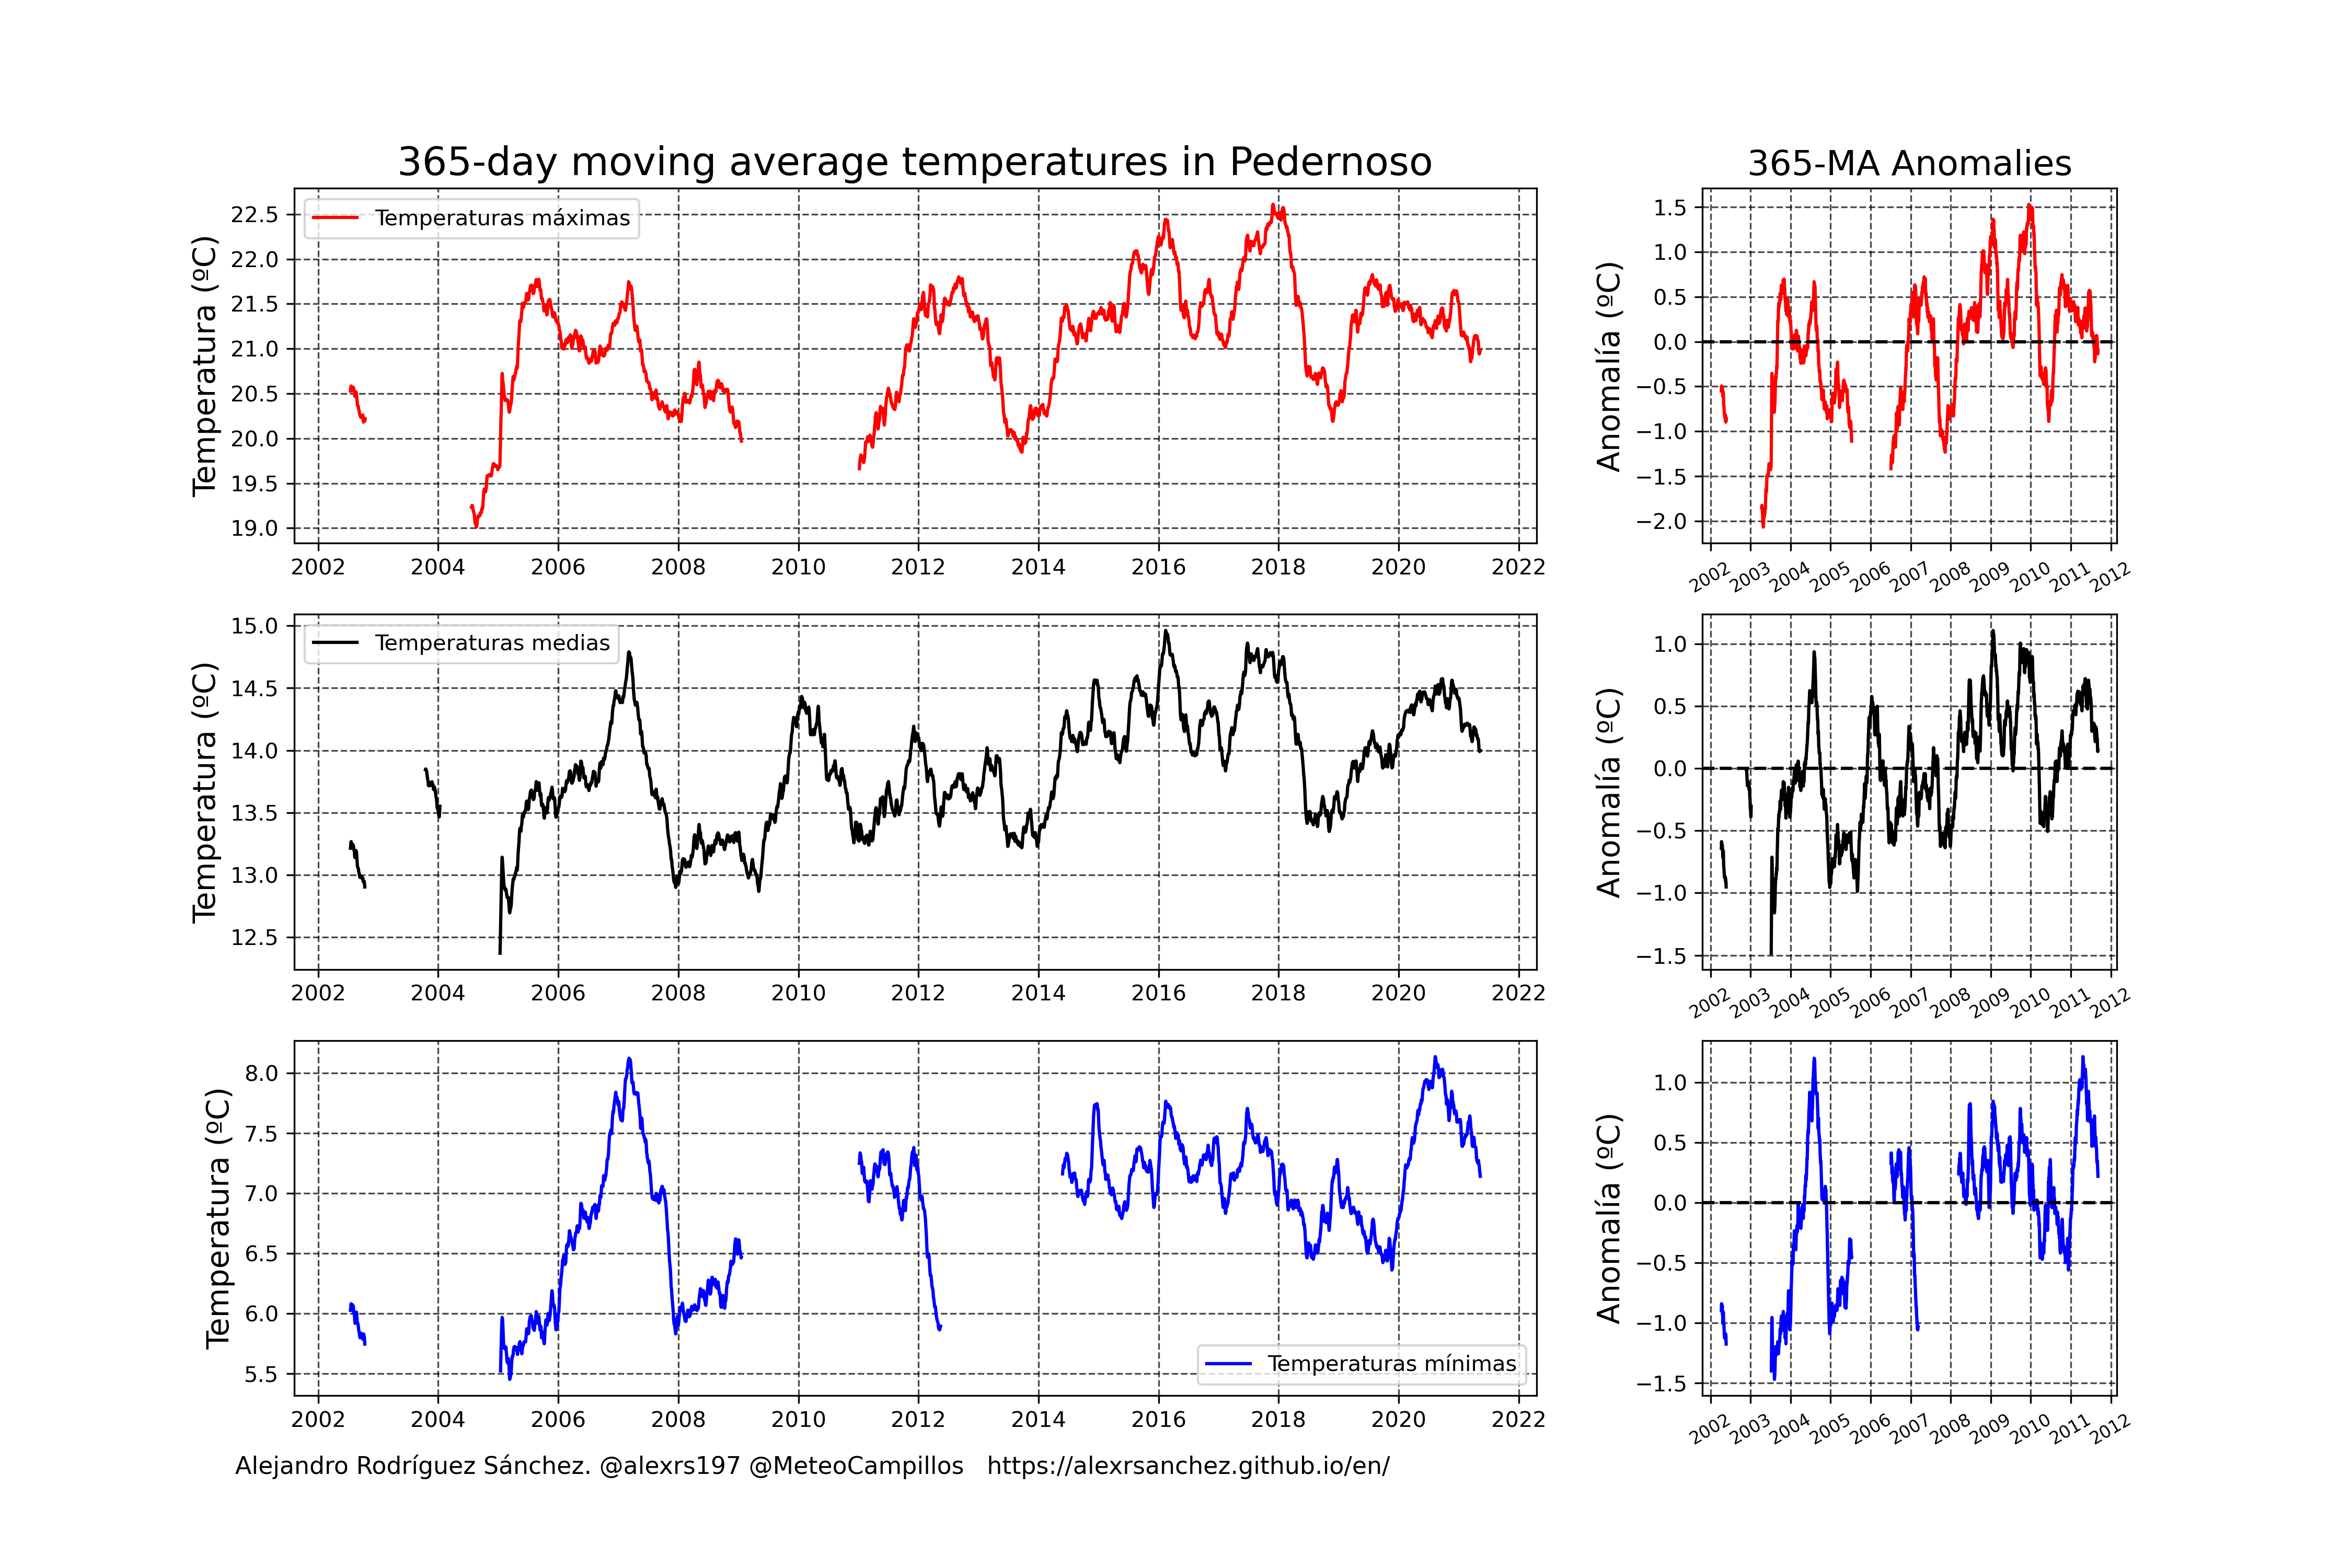 365-day moving average temperatures in Pedernoso
365-MA Anomalies
Temperatura (ºC)
22.5
22.0
21.5
21.0
20.5
20.0
19.5
19.0
Temperaturas máximas
2002 2004 2006 2008 2010 2012 2014 2016 2018 2020 2022
Anomalía (ºC)
1.5
1.0
0.5
0.0
−0.5
−1.0
−1.5
−2.0
2002 2003 2004 2005 2006 2007 2008 2009 2010 2011 2012
Temperatura (ºC)
15.0
14.5
14.0
13.5
13.0
12.5
Temperaturas medias
2002 2004 2006 2008 2010 2012 2014 2016 2018 2020 2022
Anomalía (ºC)
1.0
0.5
0.0
−0.5
−1.0
−1.5
2002 2003 2004 2005 2006 2007 2008 2009 2010 2011 2012
Temperatura (ºC)
8.0
7.5
7.0
6.5
6.0
5.5
Temperaturas mínimas
2002 2004 2006 2008 2010 2012 2014 2016 2018 2020 2022
Anomalía (ºC)
1.0
0.5
0.0
−0.5
−1.0
−1.5
2002 2003 2004 2005 2006 2007 2008 2009 2010 2011 2012
Alejandro Rodríguez Sánchez. @alexrs197 @MeteoCampillos https://alexrsanchez.github.io/en/